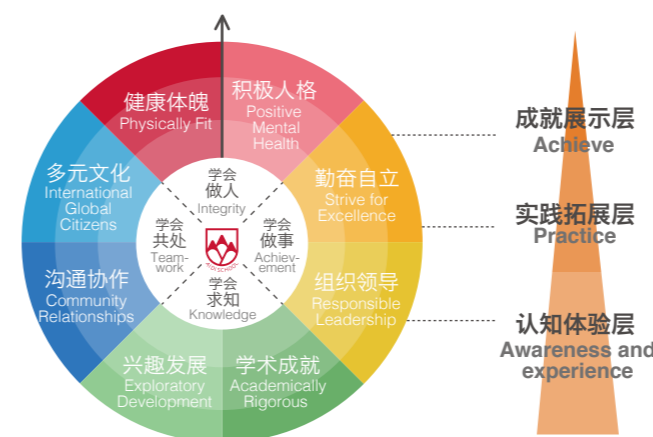 健康体魄
Physically Fit
积极人格
Positive
Mental
Health
多元文化
International
Global
Citizens
勤奋自立
Strive for
Excellence
沟通协作
Community
Relationships
组织领导
Responsible
Leadership
兴趣发展
Exploratory
Development
学术成就
Academically
Rigorous
学会
做人
Integrity
学会
共处
Team-
work
学会
做事
Achiev-
ement
学会
求知
Knowledge
成就展示层
Achieve
实践拓展层
Practice
认知体验层
Awareness and
experience